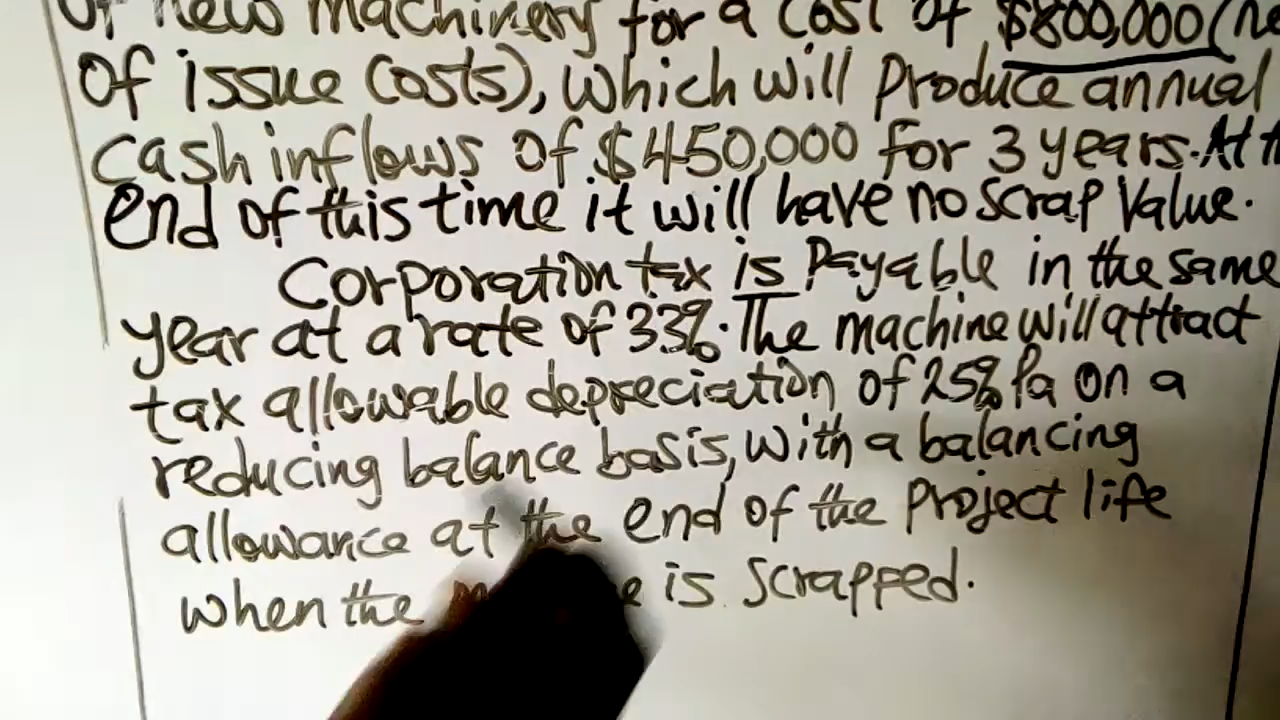 of new machinery for a cost of $800,000 (
of issue costs), which will produce annual
cash inflows of $450,000 for 3 years. At
end of this time it will have no scrap value.
Corporation tax is payable in the same
year at a rate of 33%. The machine will attract
tax allowable depreciation of 25% Pa on a
reducing balance basis, with a balancing
allowance at the end of the project life
when the is scrapped.